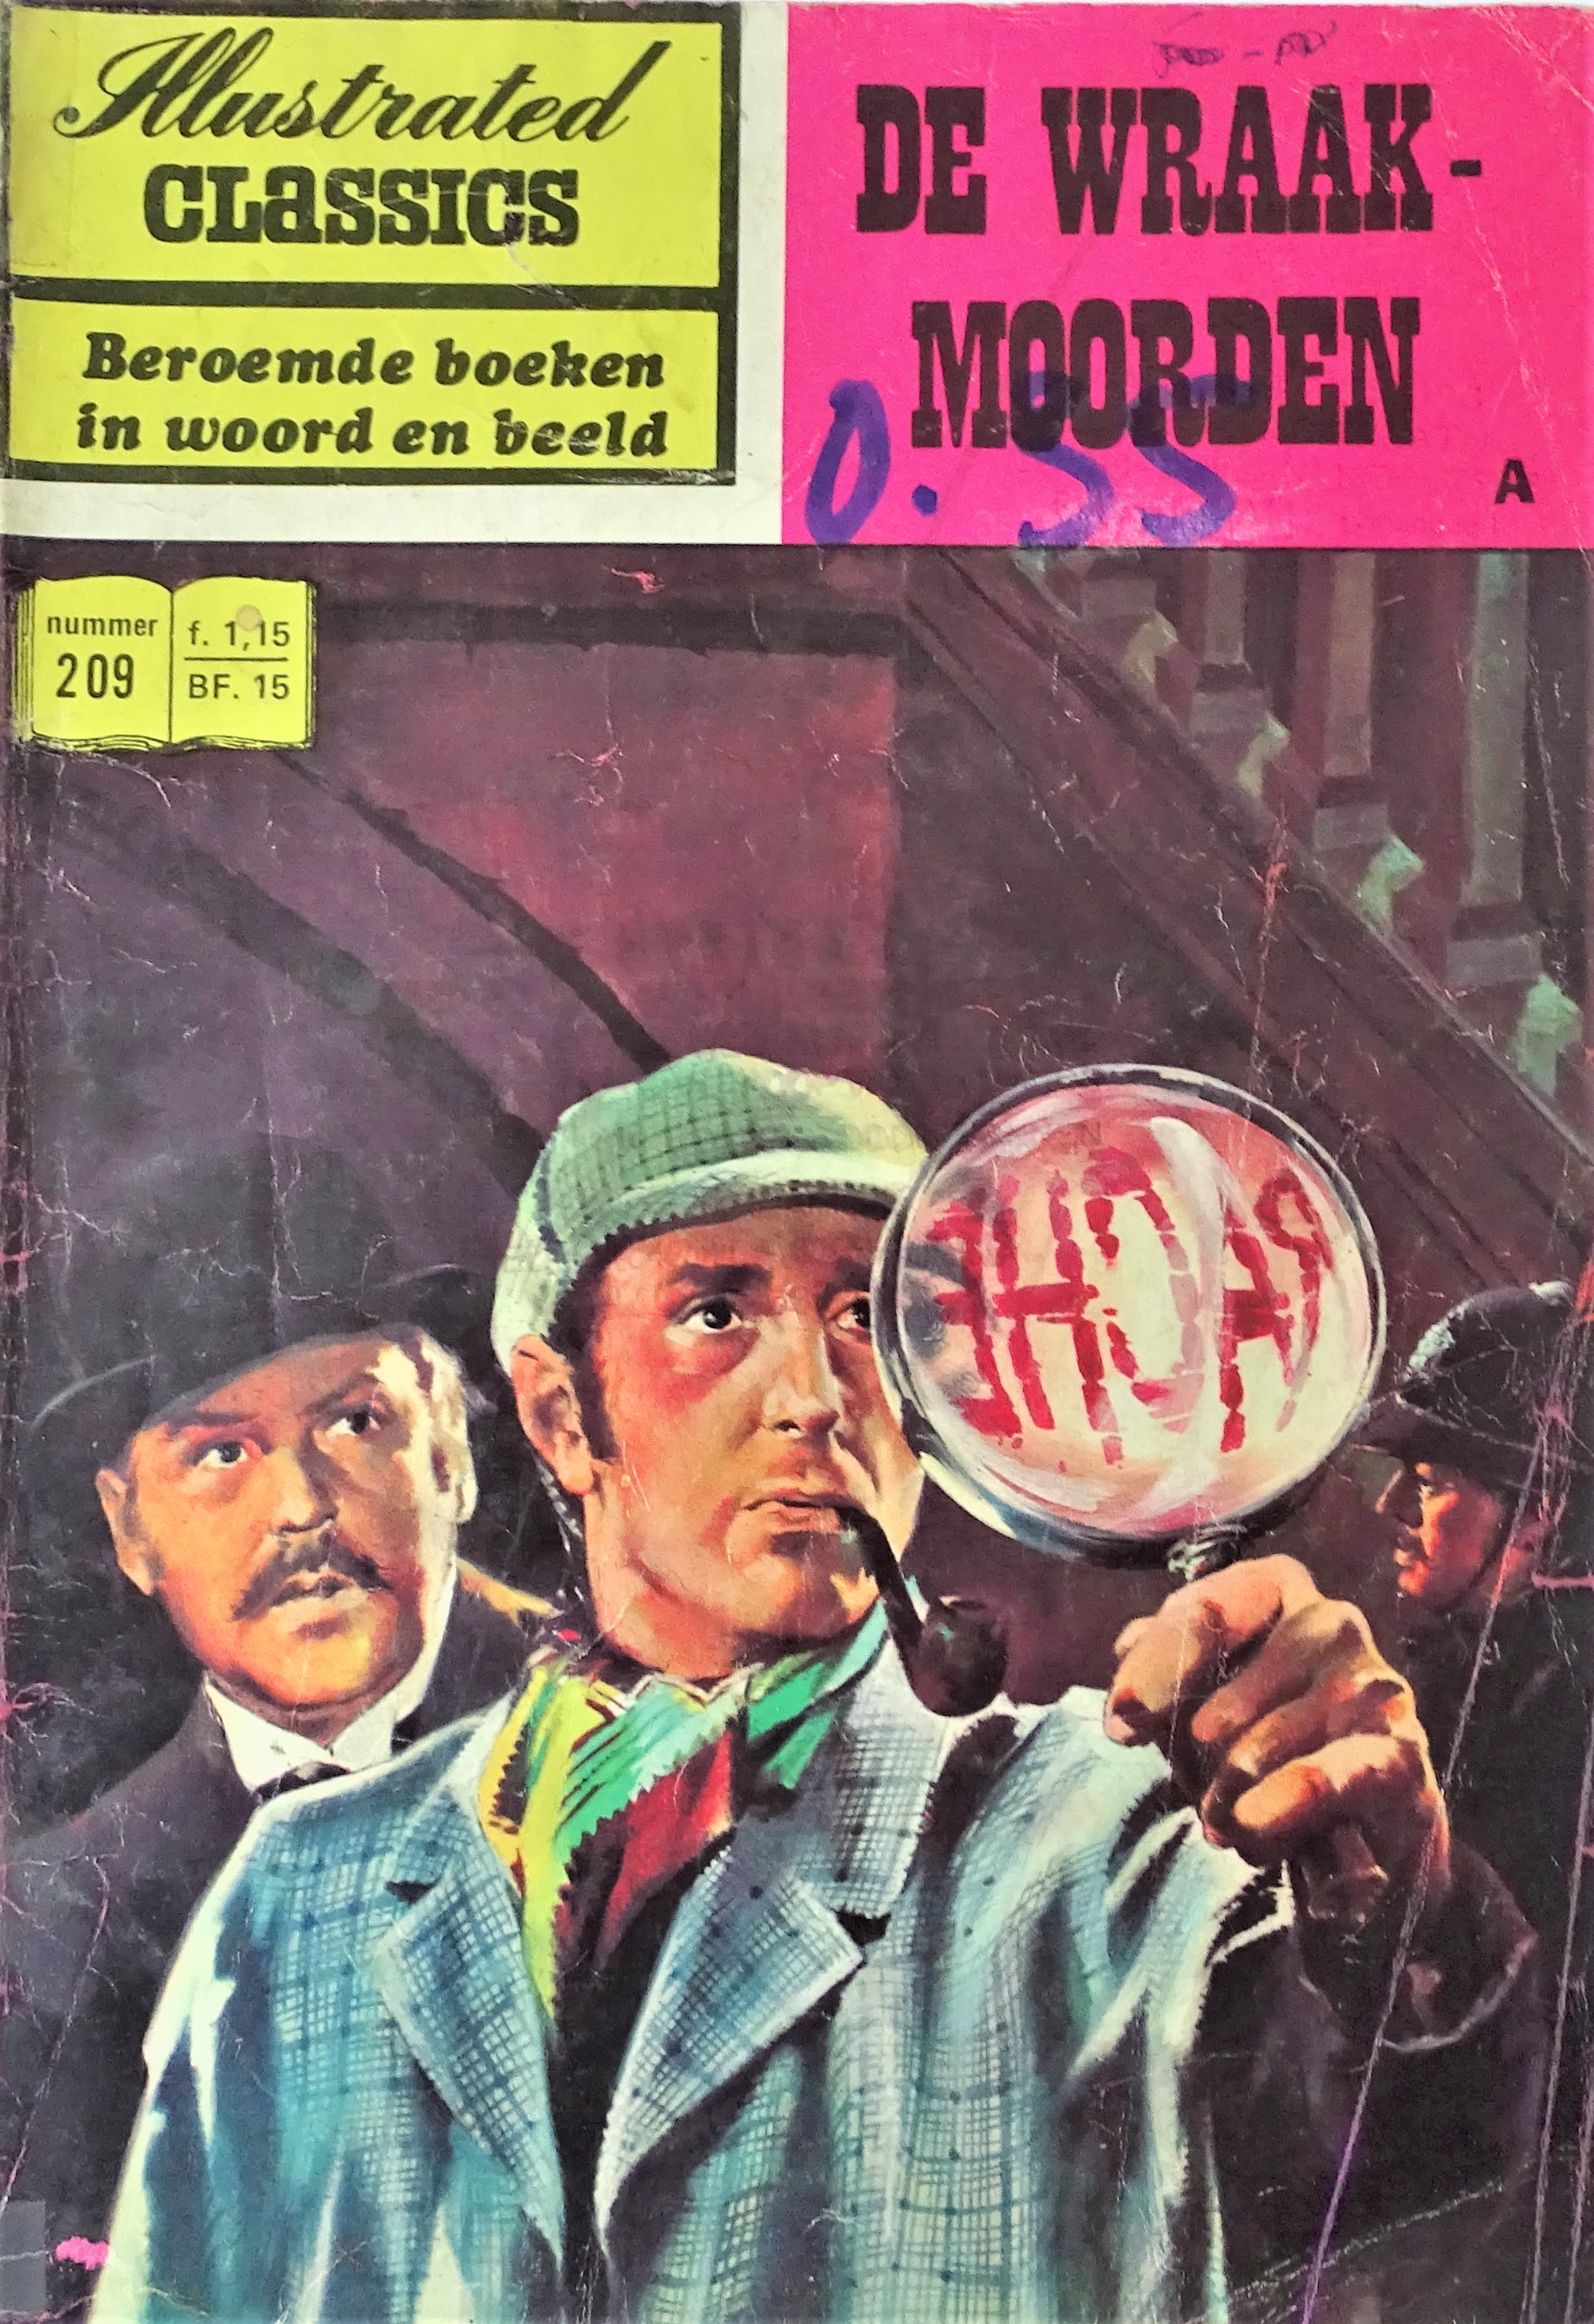 Illustrated
CLaSSICS
Beroemde boeken
in woord en beeld
DE WRAAK-
MOORDEN
0.95
A
nummer
209
f. 1,15
BF. 15
RACHE